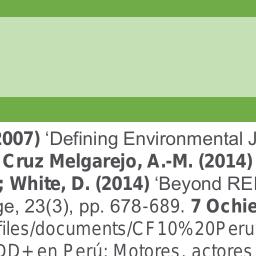 2007) ‘Defining Environmental J
Cruz Melgarejo, A.-M. (2014)
; White, D. (2014) ‘Beyond RE
ge, 23(3), pp. 678-689. 7 Ochie
files/documents/CF10%20Peru
DD+ en Perú: Motores, actores